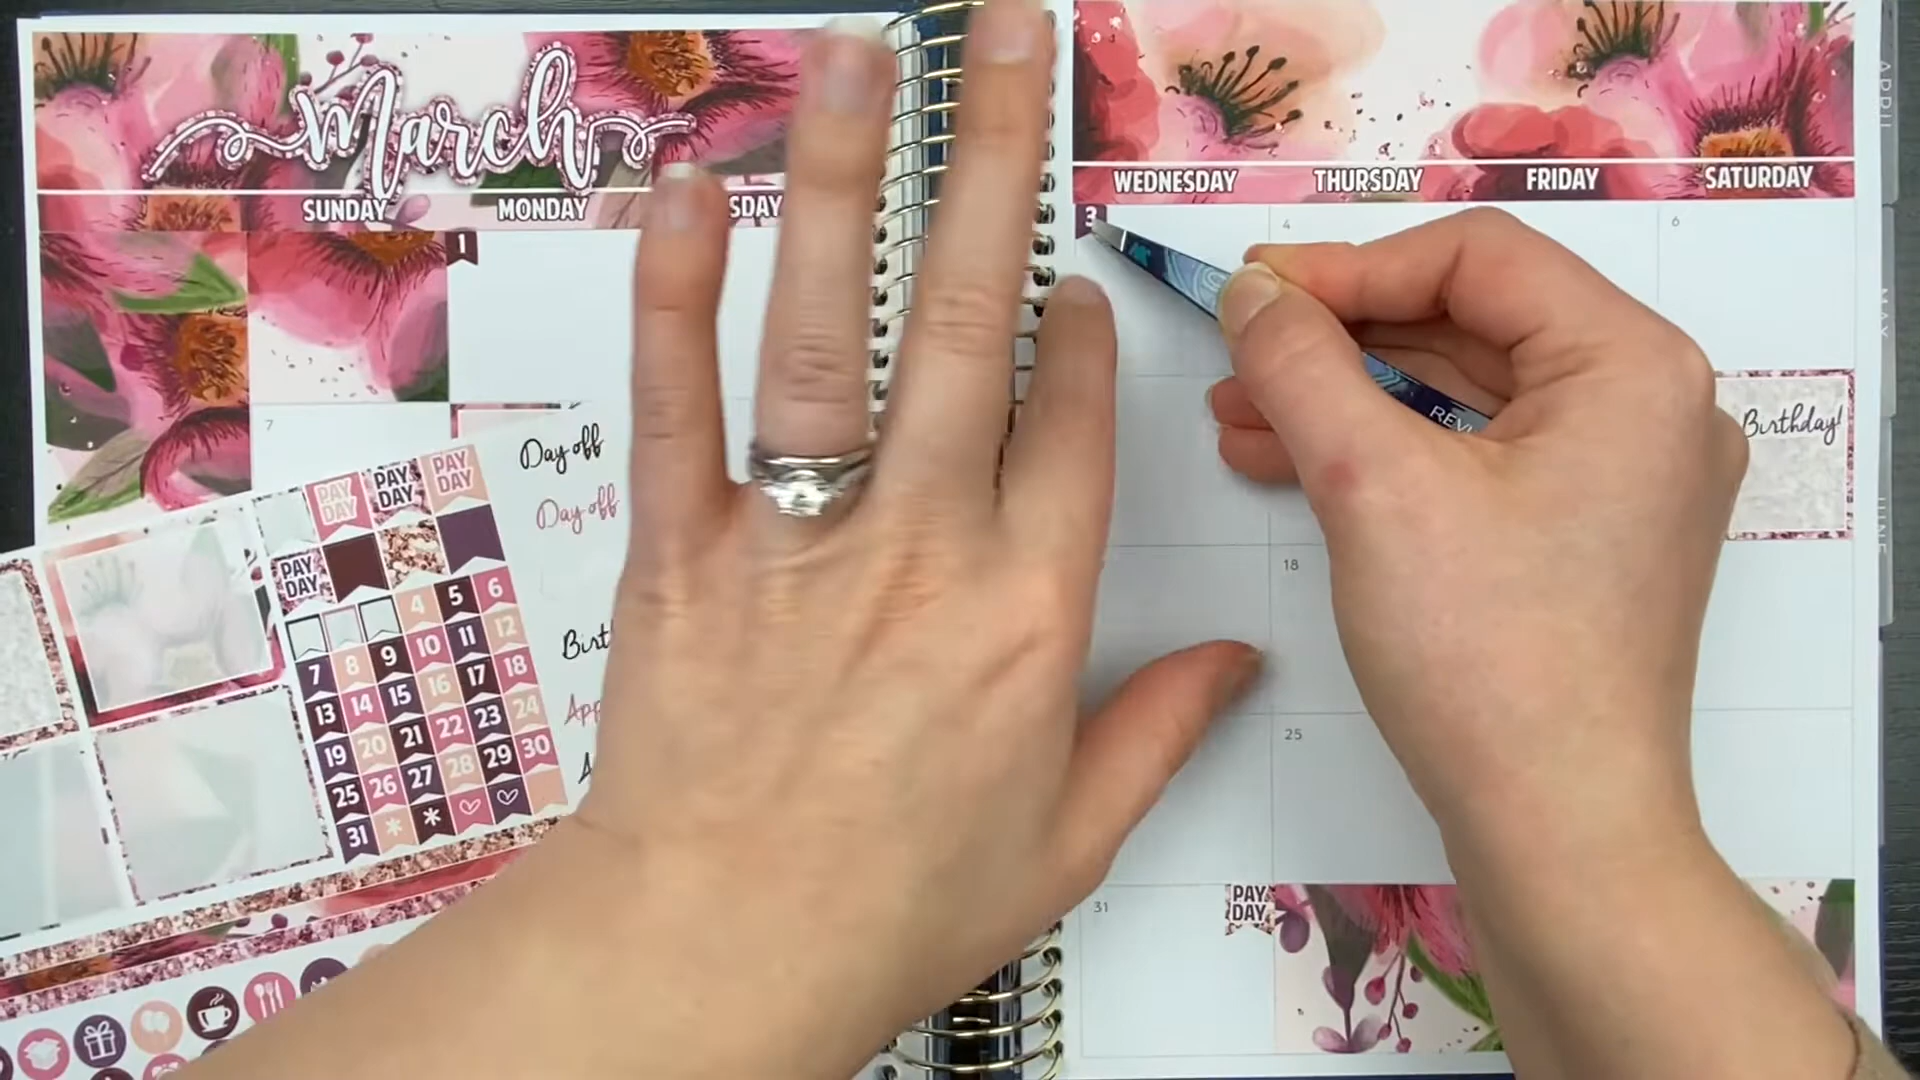 March
SUNDAY MONDAY SDAY WEDNESDAY THURSDAY FRIDAY SATURDAY
1 3 4 6
7
Birthday!
Day off
Day off
PAY DAY PAY DAY PAY DAY
PAY DAY
4 5 6
7 8 9 10 11 12
13 14 15 16 17 18
19 20 21 22 23 24
25 26 27 28 29 30
31 * *
18
25
31
PAY DAY
APRIL
MAY
JUNE